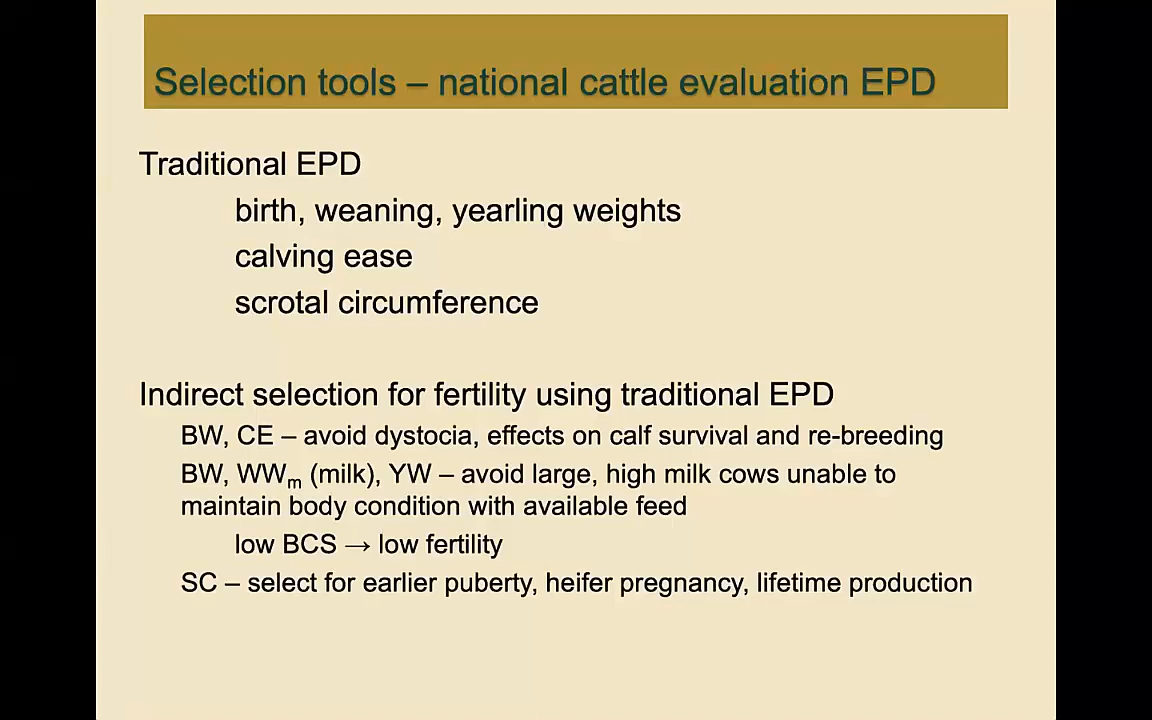 Selection tools – national cattle evaluation EPD
Traditional EPD
birth, weaning, yearling weights
calving ease
scrotal circumference
Indirect selection for fertility using traditional EPD
BW, CE – avoid dystocia, effects on calf survival and re-breeding
BW, WWm (milk), YW – avoid large, high milk cows unable to
maintain body condition with available feed
low BCS → low fertility
SC – select for earlier puberty, heifer pregnancy, lifetime production